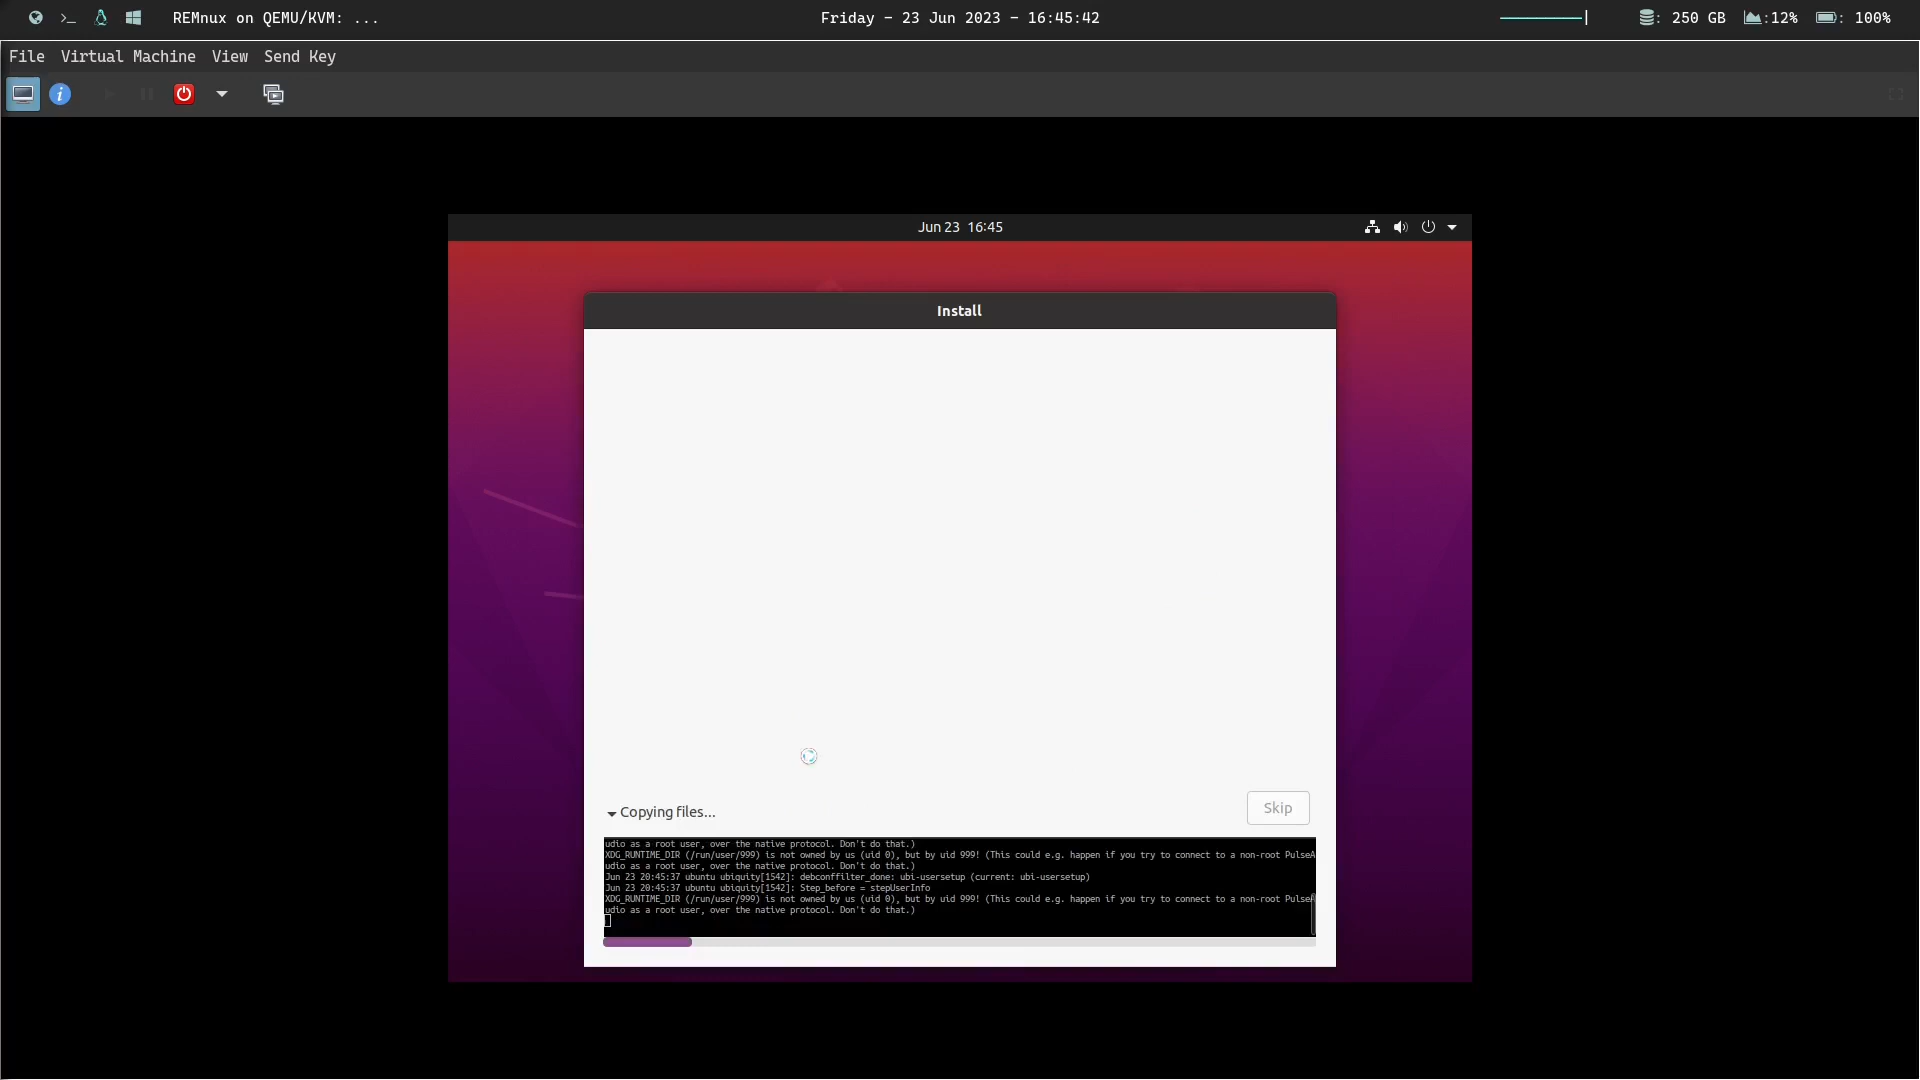 REMnux on QEMU/KVM: ...
Friday - 23 Jun 2023 - 16:45:42
: 250 GB
:12%
: 100%
File Virtual Machine View Send Key
Jun 23 16:45
Install
Copying files...
Skip
udio as a root user, over the native protocol. Don't do that.)
XDG_RUNTIME_DIR (/run/user/999) is not owned by us (uid 0), but by uid 999! (This could e.g. happen if you try to connect to a non-root PulseA
udio as a root user, over the native protocol. Don't do that.)
Jun 23 20:45:37 ubuntu ubiquity[1542]: debconffilter_done: ubi-usersetup (current: ubi-usersetup)
Jun 23 20:45:37 ubuntu ubiquity[1542]: Step_before = stepUserInfo
XDG_RUNTIME_DIR (/run/user/999) is not owned by us (uid 0), but by uid 999! (This could e.g. happen if you try to connect to a non-root PulseA
udio as a root user, over the native protocol. Don't do that.)